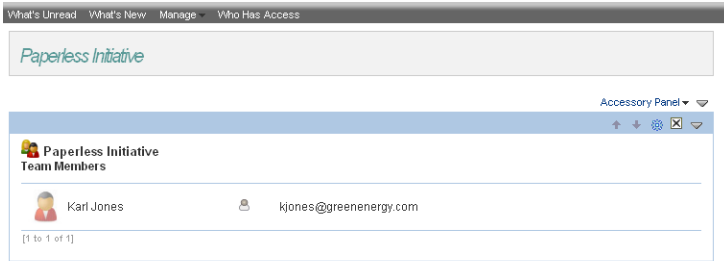 What's Unread What's New Manage Who Has Access
Paperless Initiative
Accessory Panel
Paperless Initiative
Team Members
Karl Jones kjones@greenenergy.com
[1 to 1 of 1]